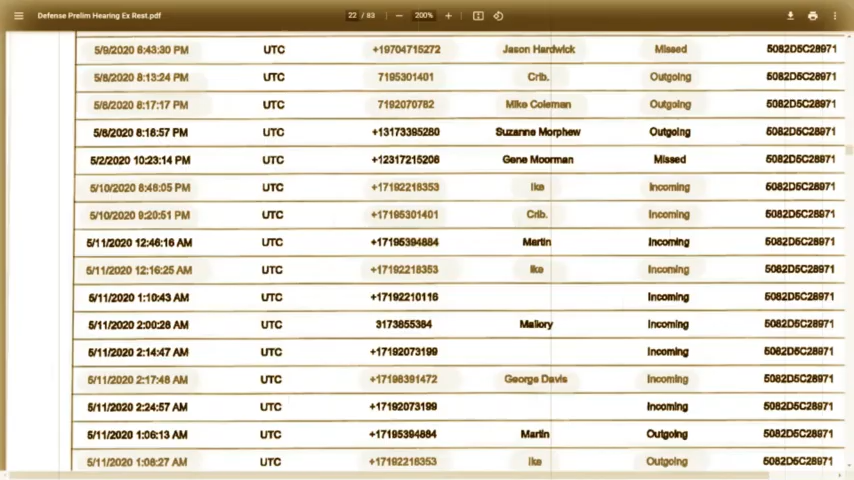 Defense Prelim Hearing Ex Rest.pdf 22 / 83 200%
5/9/2020 6:43:30 PM UTC +19704715272 Jason Hardwick Missed 5082D5C28971
5/8/2020 8:13:24 PM UTC 7195301401 Crib. Outgoing 5082D5C28971
5/8/2020 8:17:17 PM UTC 7192070782 Mike Coleman Outgoing 5082D5C28971
5/8/2020 8:16:57 PM UTC +13173395280 Suzanne Morphew Outgoing 5082D5C28971
5/2/2020 10:23:14 PM UTC +12317215206 Gene Moorman Missed 5082D5C28971
5/10/2020 8:48:05 PM UTC +17192218353 Ike Incoming 5082D5C28971
5/10/2020 9:20:51 PM UTC +17195301401 Crib. Incoming 5082D5C28971
5/11/2020 12:46:16 AM UTC +17195394884 Martin Incoming 5082D5C28971
5/11/2020 12:16:25 AM UTC +17192218353 Ike Incoming 5082D5C28971
5/11/2020 1:10:43 AM UTC +17192210116 Incoming 5082D5C28971
5/11/2020 2:00:28 AM UTC 3173855384 Mallory Incoming 5082D5C28971
5/11/2020 2:14:47 AM UTC +17192073199 Incoming 5082D5C28971
5/11/2020 2:17:48 AM UTC +17198391472 George Davis Incoming 5082D5C28971
5/11/2020 2:24:57 AM UTC +17192073199 Incoming 5082D5C28971
5/11/2020 1:06:13 AM UTC +17195394884 Martin Outgoing 5082D5C28971
5/11/2020 1:08:27 AM UTC +17192218353 Ike Outgoing 5082D5C28971